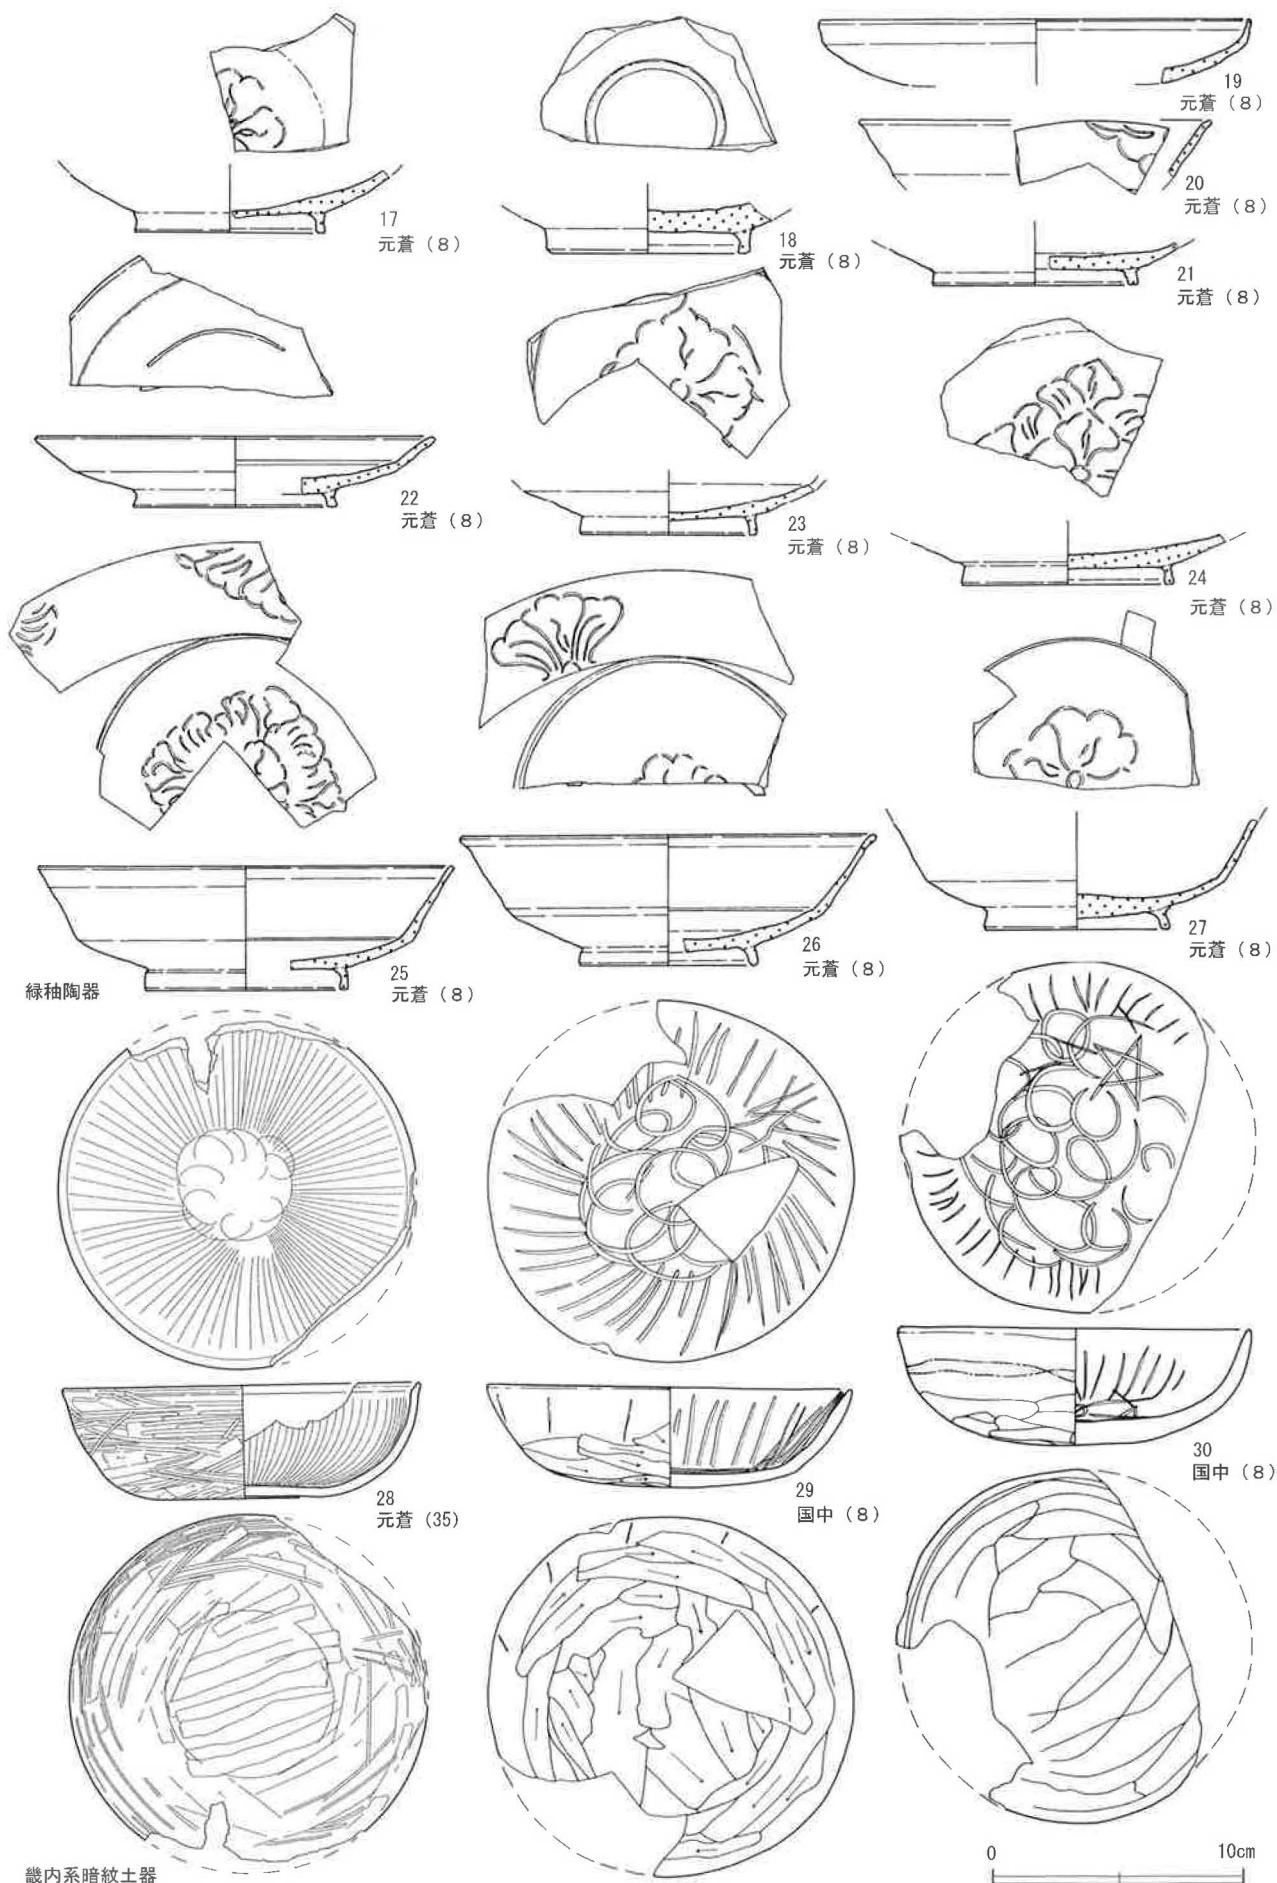 17
元蒼（8）
18
元蒼（8）
19
元蒼（8）
20
元蒼（8）
21
元蒼（8）
22
元蒼（8）
23
元蒼（8）
24
元蒼（8）
25
元蒼（8）
26
元蒼（8）
27
元蒼（8）
緑釉陶器
28
元蒼（35）
29
国中（8）
30
国中（8）
畿内系暗紋土器
0 10cm